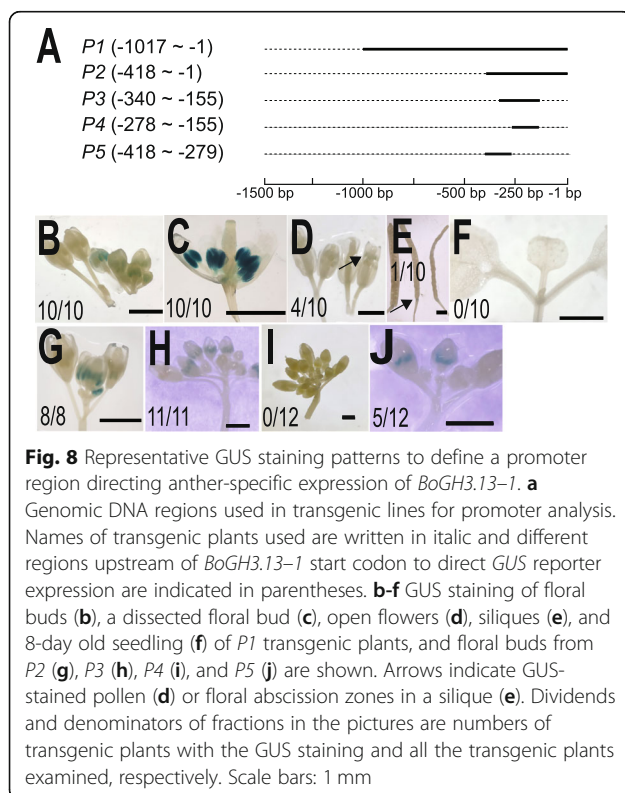 A
P1 (-1017 ~ -1)
P2 (-418 ~ -1)
P3 (-340 ~ -155)
P4 (-278 ~ -155)
P5 (-418 ~ -279)
-1500 bp -1000 bp -500 bp -250 bp -1 bp
B C D E F
10/10 10/10 4/10 1/10 0/10
G H I J
8/8 11/11 0/12 5/12
Fig. 8 Representative GUS staining patterns to define a promoter
region directing anther-specific expression of BoGH3.13–1. a
Genomic DNA regions used in transgenic lines for promoter analysis.
Names of transgenic plants used are written in italic and different
regions upstream of BoGH3.13–1 start codon to direct GUS reporter
expression are indicated in parentheses. b-f GUS staining of floral
buds (b), a dissected floral bud (c), open flowers (d), siliques (e), and
8-day old seedling (f) of P1 transgenic plants, and floral buds from
P2 (g), P3 (h), P4 (i), and P5 (j) are shown. Arrows indicate GUS-
stained pollen (d) or floral abscission zones in a silique (e). Dividends
and denominators of fractions in the pictures are numbers of
transgenic plants with the GUS staining and all the transgenic plants
examined, respectively. Scale bars: 1 mm